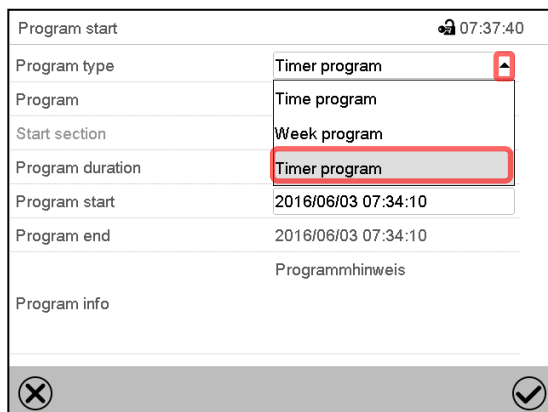 Program start 07:37:40
Program type Timer program
Program Time program
Start section Week program
Program duration Timer program
Program start 2016/06/03 07:34:10
Program end 2016/06/03 07:34:10
Programmhinweis
Program info